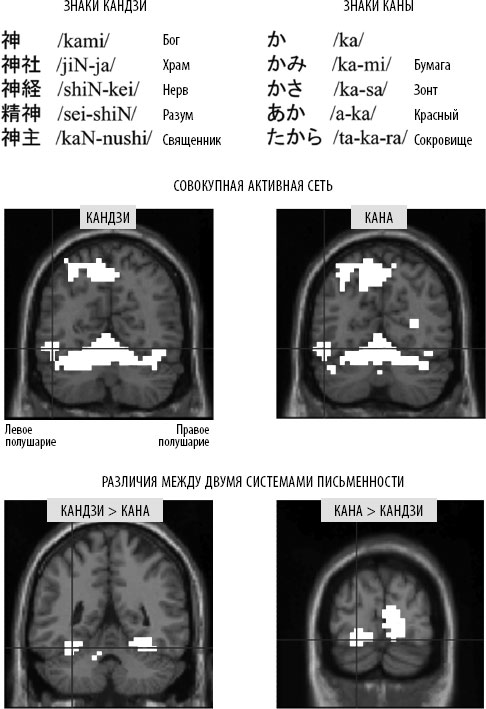 ЗНАКИ КАНДЗИ
神 /kami/ Бог
神社 /jiN-ja/ Храм
神経 /shiN-kei/ Нерв
精神 /sei-shiN/ Разум
神主 /kaN-nushi/ Священник
ЗНАКИ КАНЫ
か /ka/
かみ /ka-mi/ Бумага
かさ /ka-sa/ Зонт
あか /a-ka/ Красный
たから /ta-ka-ra/ Сокровище
СОВОКУПНАЯ АКТИВНАЯ СЕТЬ
КАНДЗИ
КАНА
Левое
полушарие
Правое
полушарие
РАЗЛИЧИЯ МЕЖДУ ДВУМЯ СИСТЕМАМИ ПИСЬМЕННОСТИ
КАНДЗИ > КАНА
КАНА > КАНДЗИ